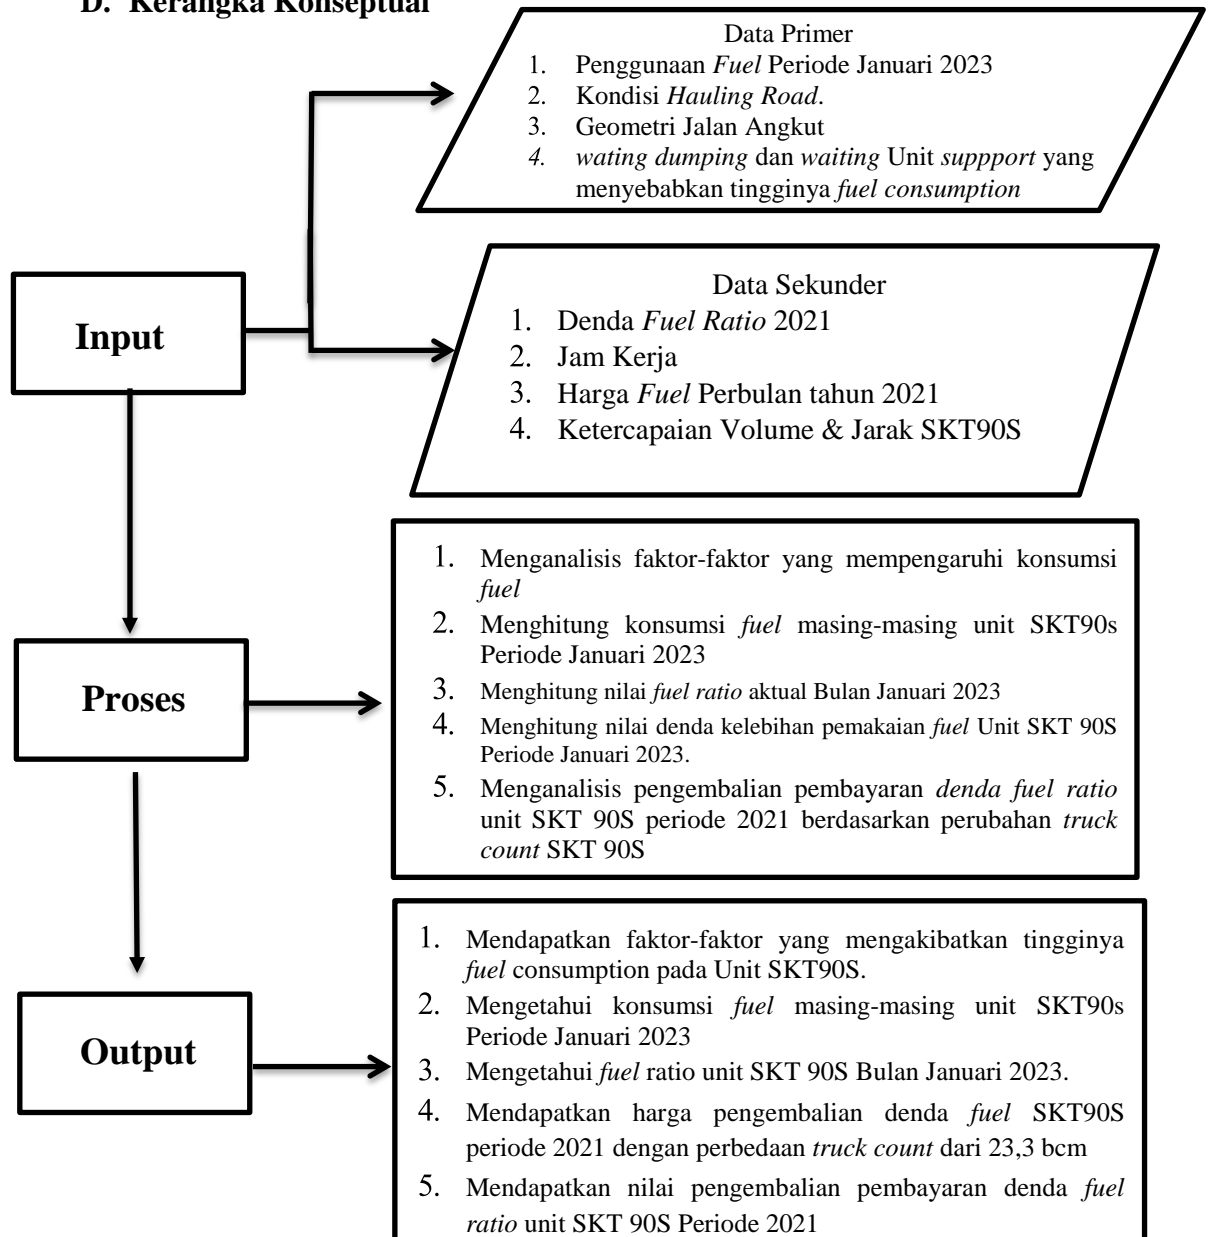 D. Kerangka Konseptual
Data Primer
1. Penggunaan Fuel Periode Januari 2023
2. Kondisi Hauling Road.
3. Geometri Jalan Angkut
4. wating dumping dan waiting Unit suppport yang
menyebabkan tingginya fuel consumption
Input
Data Sekunder
1. Denda Fuel Ratio 2021
2. Jam Kerja
3. Harga Fuel Perbulan tahun 2021
4. Ketercapaian Volume & Jarak SKT90S
Proses
1. Menganalisis faktor-faktor yang mempengaruhi konsumsi
fuel
2. Menghitung konsumsi fuel masing-masing unit SKT90s
Periode Januari 2023
3. Menghitung nilai fuel ratio aktual Bulan Januari 2023
4. Menghitung nilai denda kelebihan pemakaian fuel Unit SKT 90S
Periode Januari 2023.
5. Menganalisis pengembalian pembayaran denda fuel ratio
unit SKT 90S periode 2021 berdasarkan perubahan truck
count SKT 90S
Output
1. Mendapatkan faktor-faktor yang mengakibatkan tingginya
fuel consumption pada Unit SKT90S.
2. Mengetahui konsumsi fuel masing-masing unit SKT90s
Periode Januari 2023
3. Mengetahui fuel ratio unit SKT 90S Bulan Januari 2023.
4. Mendapatkan harga pengembalian denda fuel SKT90S
periode 2021 dengan perbedaan truck count dari 23,3 bcm
5. Mendapatkan nilai pengembalian pembayaran denda fuel
ratio unit SKT 90S Periode 2021